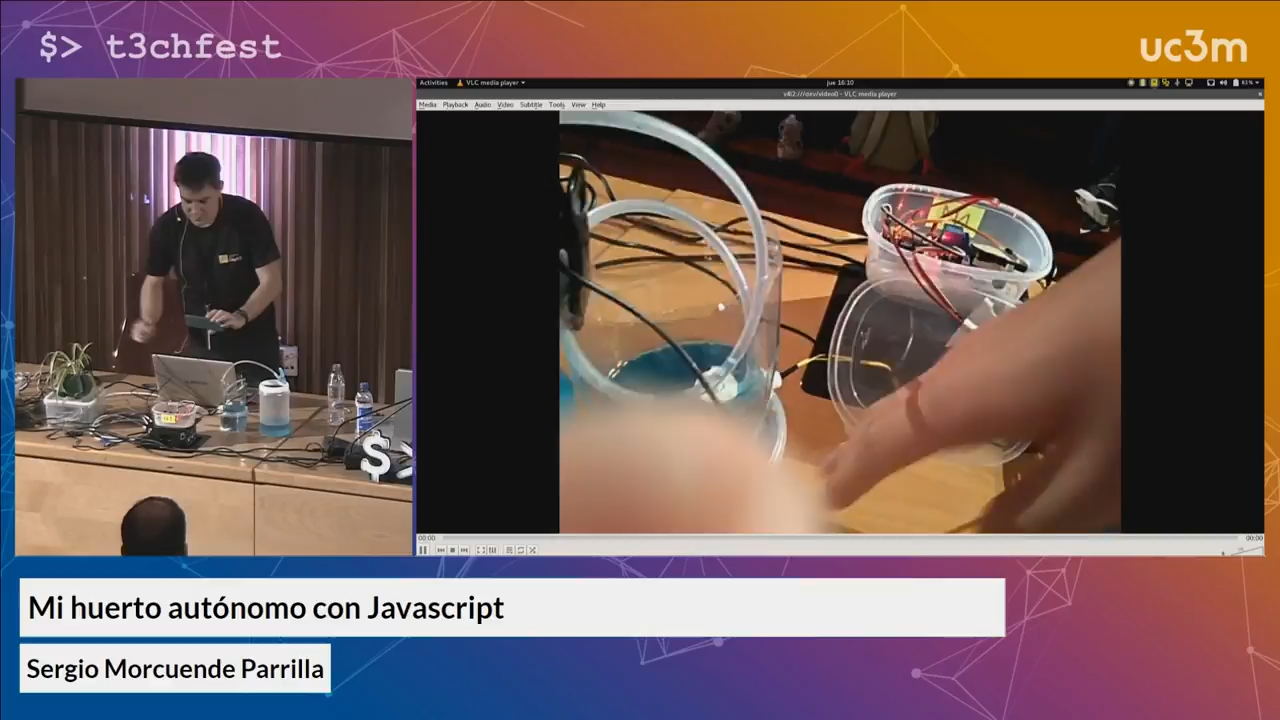 $> t3chfest
uc3m
Activities VLC media player
jue 16:10
v4l2:///dev/video0 - VLC media player
Media Playback Audio Video Subtitle Tools View Help
00:00
00:00
$>
Mi huerto autónomo con Javascript
Sergio Morcuende Parrilla